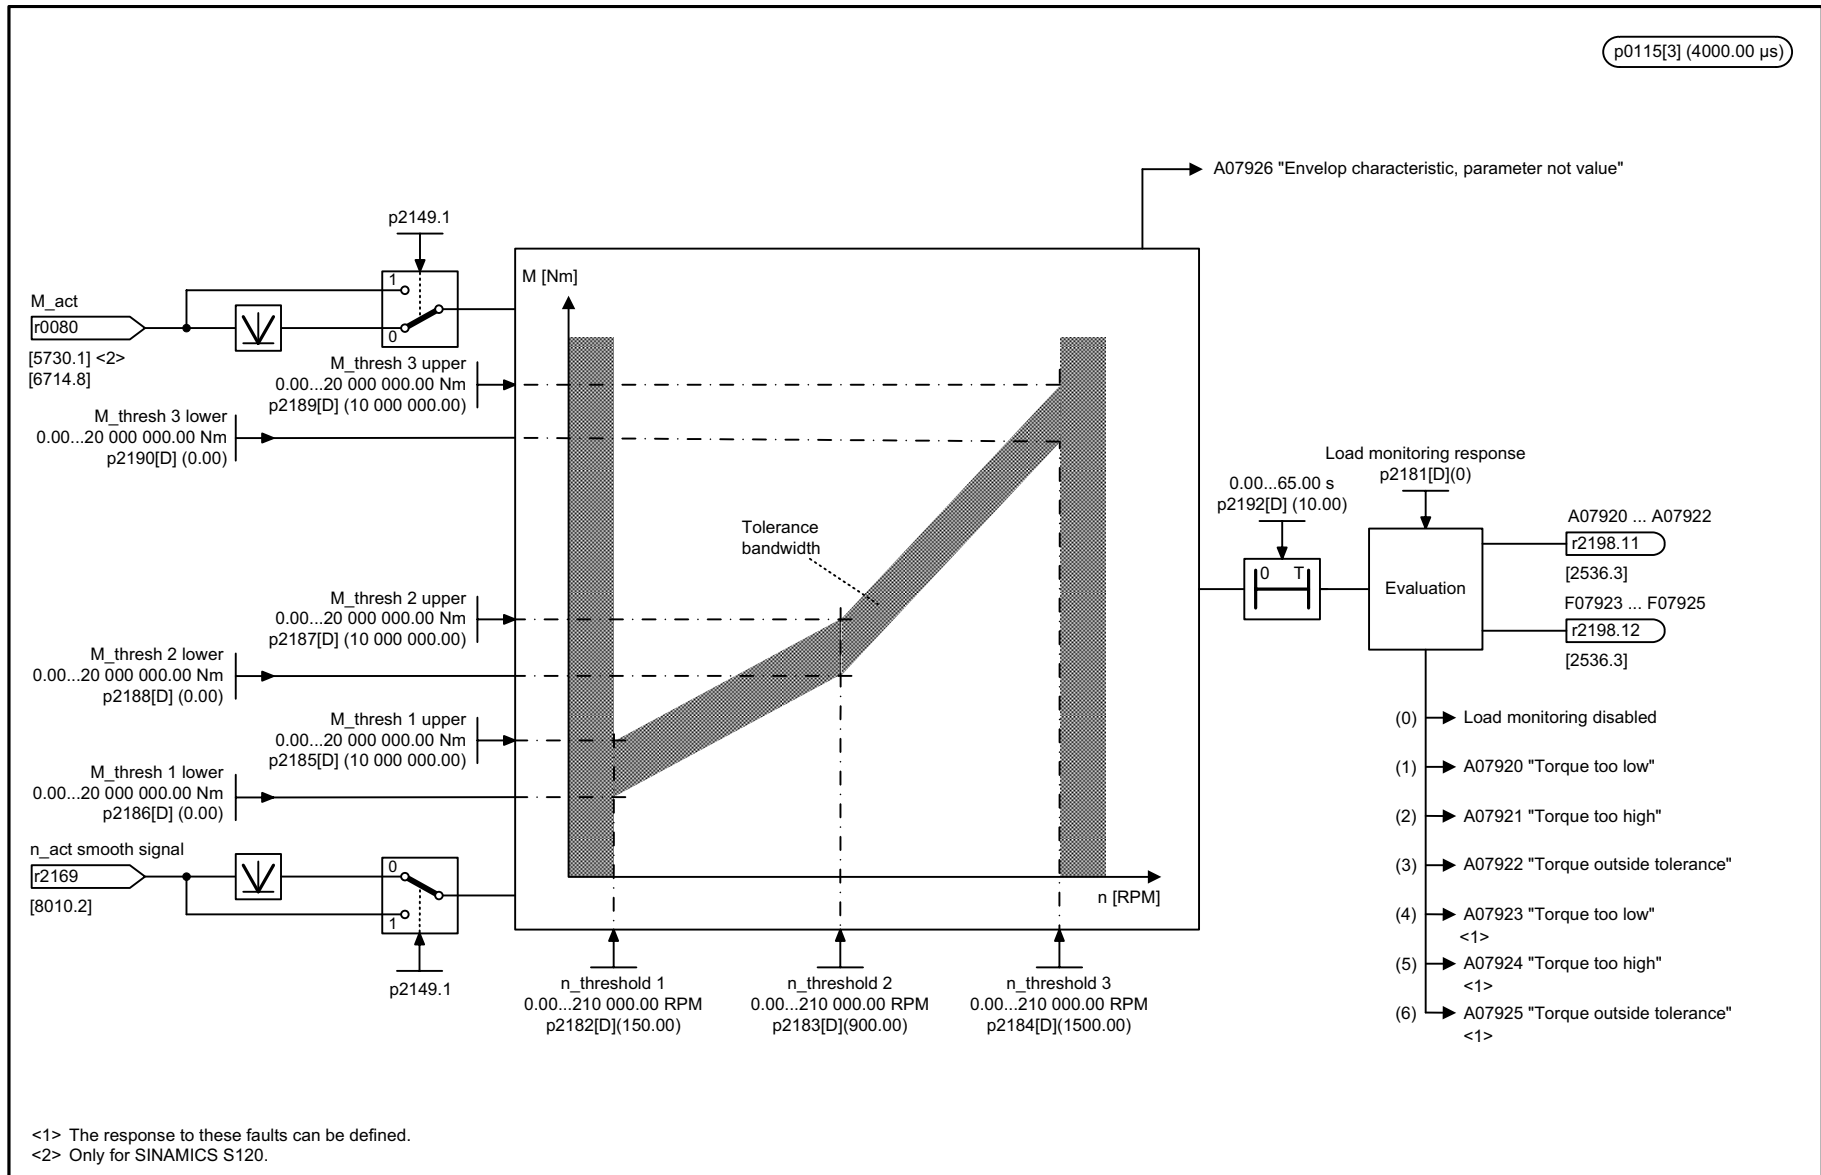 p0115[3] (4000.00 µs)
A07926 "Envelop characteristic, parameter not value"
p2149.1
1
0
M_act
r0080
[5730.1] <2>
[6714.8]
M [Nm]
M_thresh 3 upper
0.00...20 000 000.00 Nm
p2189[D] (10 000 000.00)
M_thresh 3 lower
0.00...20 000 000.00 Nm
p2190[D] (0.00)
Tolerance
bandwidth
M_thresh 2 upper
0.00...20 000 000.00 Nm
p2187[D] (10 000 000.00)
M_thresh 2 lower
0.00...20 000 000.00 Nm
p2188[D] (0.00)
M_thresh 1 upper
0.00...20 000 000.00 Nm
p2185[D] (10 000 000.00)
M_thresh 1 lower
0.00...20 000 000.00 Nm
p2186[D] (0.00)
n_act smooth signal
r2169
[8010.2]
0
1
p2149.1
n [RPM]
n_threshold 1
0.00...210 000.00 RPM
p2182[D](150.00)
n_threshold 2
0.00...210 000.00 RPM
p2183[D](900.00)
n_threshold 3
0.00...210 000.00 RPM
p2184[D](1500.00)
0.00...65.00 s
p2192[D] (10.00)
0 T
Load monitoring response
p2181[D](0)
Evaluation
A07920 ... A07922
r2198.11
[2536.3]
F07923 ... F07925
r2198.12
[2536.3]
(0) Load monitoring disabled
(1) A07920 "Torque too low"
(2) A07921 "Torque too high"
(3) A07922 "Torque outside tolerance"
(4) A07923 "Torque too low"
<1>
(5) A07924 "Torque too high"
<1>
(6) A07925 "Torque outside tolerance"
<1>
<1> The response to these faults can be defined.
<2> Only for SINAMICS S120.